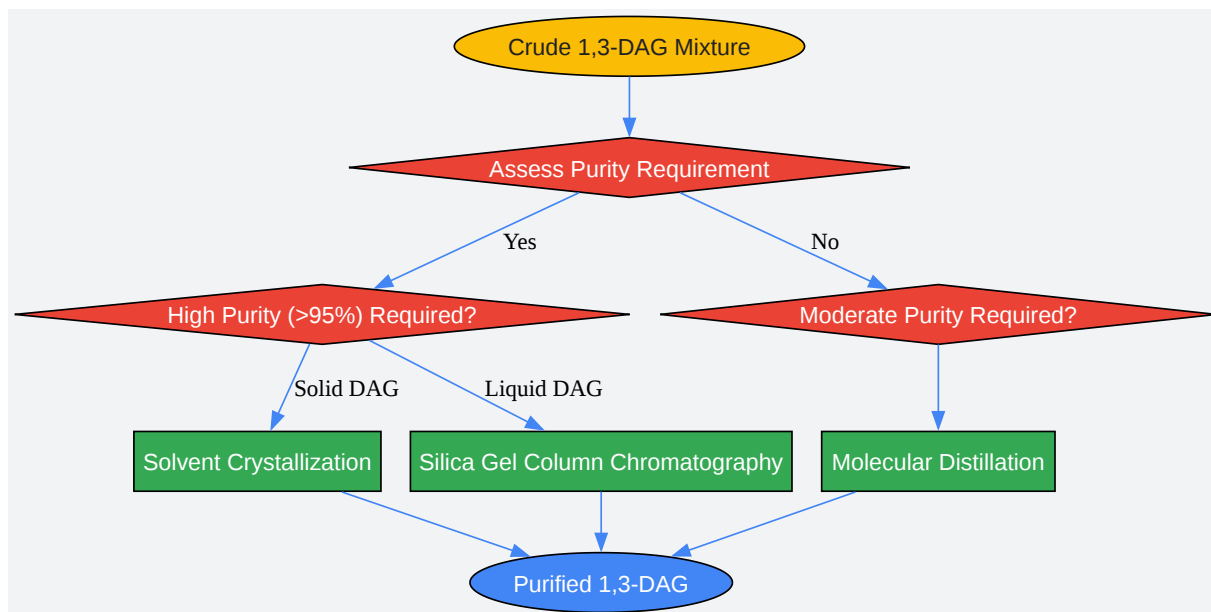 Crude 1,3-DAG Mixture
Assess Purity Requirement
Yes
No
High Purity (>95%) Required?
Moderate Purity Required?
Solid DAG
Liquid DAG
Solvent Crystallization
Silica Gel Column Chromatography
Molecular Distillation
Purified 1,3-DAG